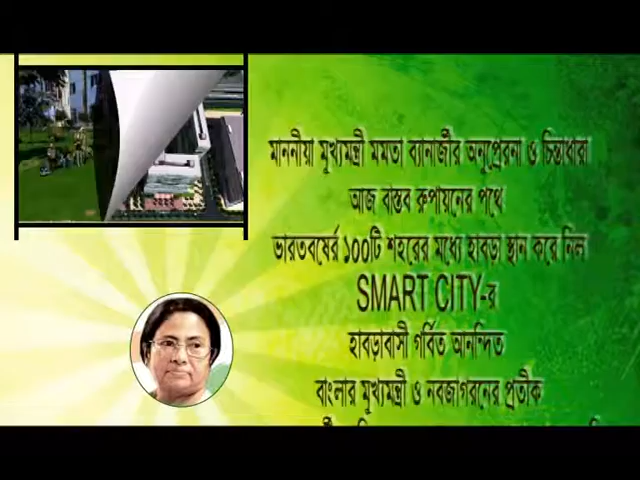 মাননীয়া মূখ্যমন্ত্রী মমতা ব্যানার্জীর অনুপ্রেরনা ও চিন্তাধারা
আজ বাস্তব রুপায়নের পথে
ভারতবর্ষের ১০০টি শহরের মধ্যে হাবড়া স্থান করে নিল
SMART CITY-র
হাবড়াবাসী গর্বিত আনন্দিত
বাংলার মূখ্যমন্ত্রী ও নবজাগরনের প্রতীক